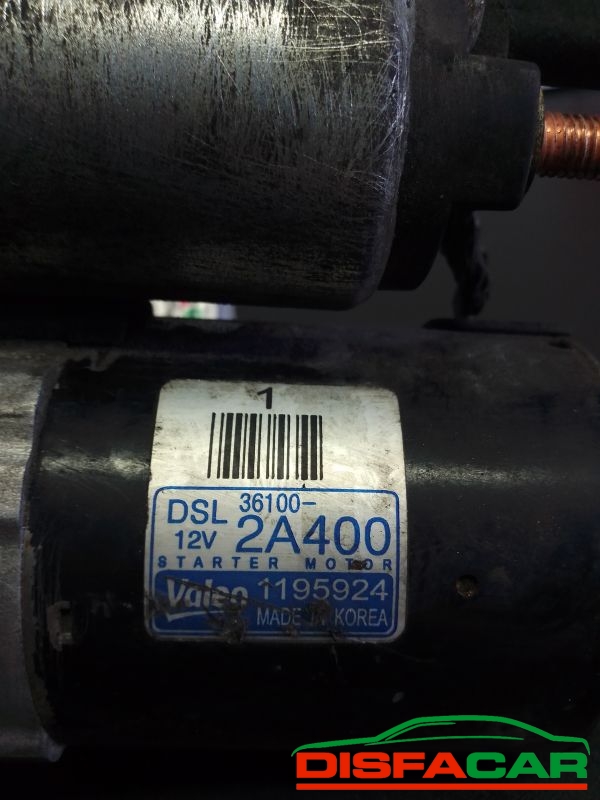 1
DSL 36100-
12V 2A400
STARTER MOTOR
Valeo 1195924
MADE IN KOREA
DISFACAR